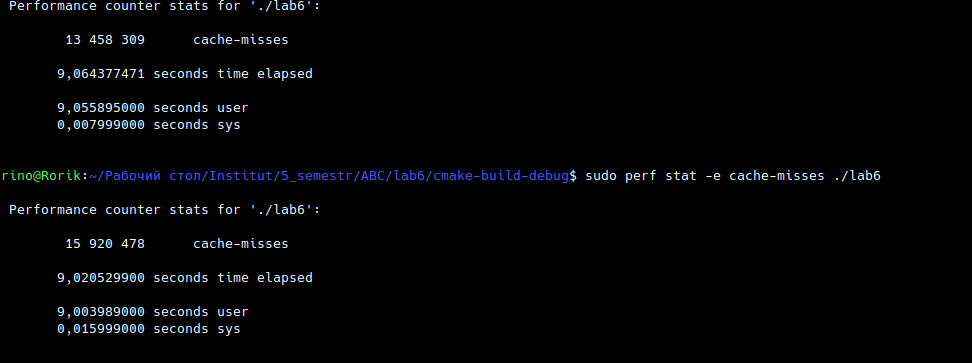 Performance counter stats for './lab6':
13 458 309 cache-misses
9,064377471 seconds time elapsed
9,055895000 seconds user
0,007999000 seconds sys
rino@Rorik:~/Рабочий стол/Institut/5_semestr/ABC/lab6/cmake-build-debug$ sudo perf stat -e cache-misses ./lab6
Performance counter stats for './lab6':
15 920 478 cache-misses
9,020529900 seconds time elapsed
9,003989000 seconds user
0,015999000 seconds sys